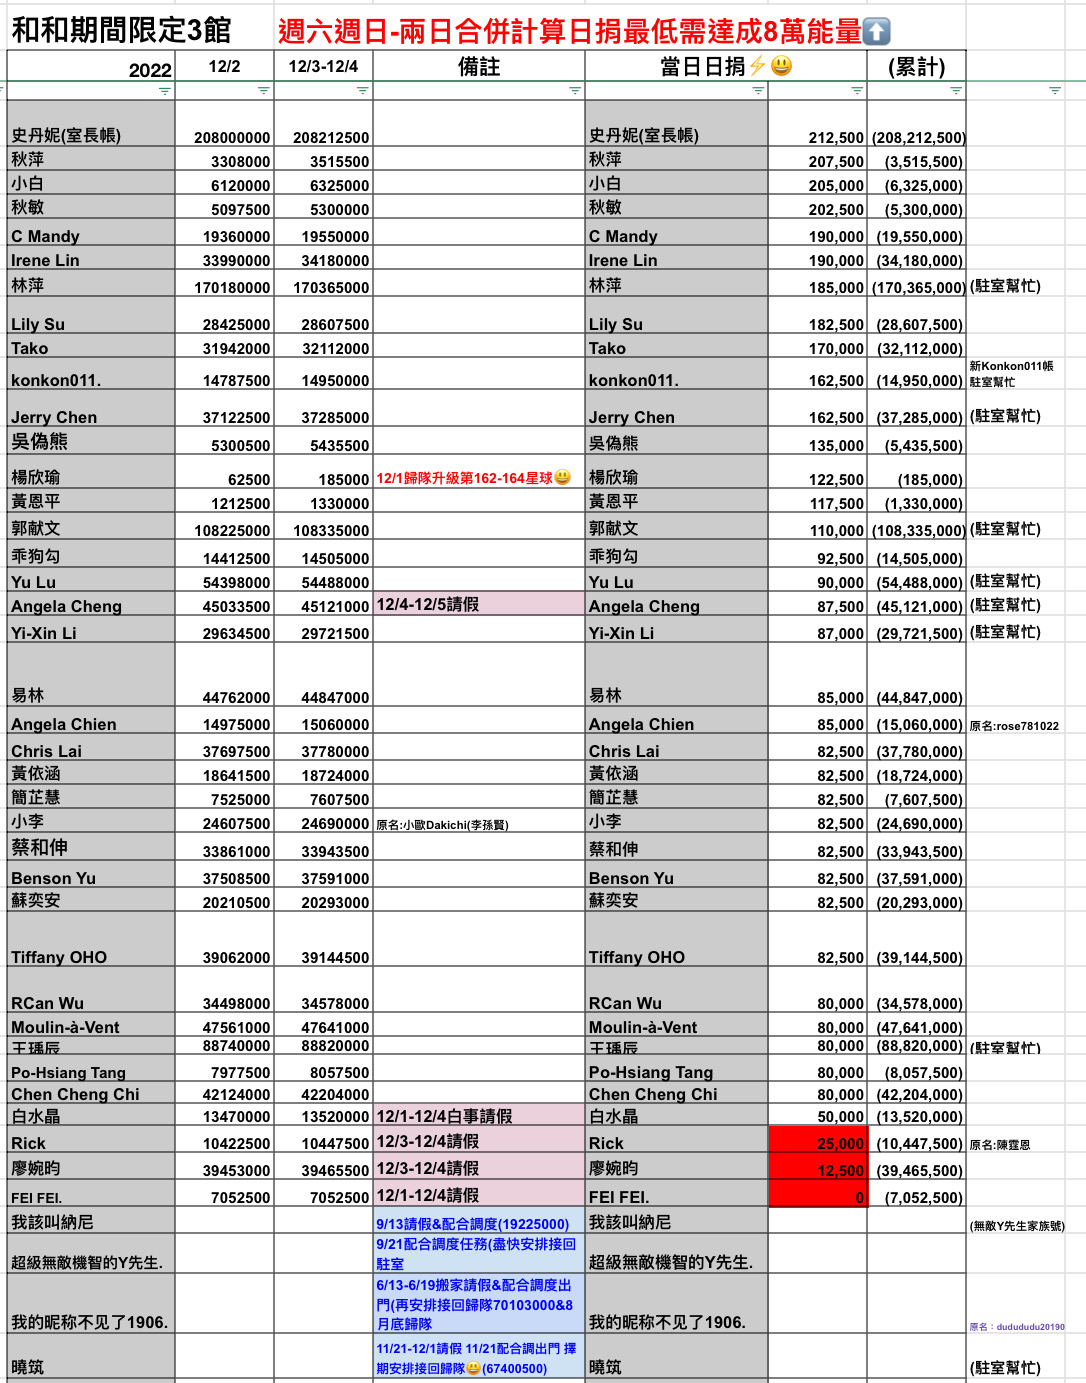 和和期間限定3館 週六週日-兩日合併計算日捐最低需達成8萬能量⬆️
2022 12/2 12/3-12/4 備註 當日日捐⚡😃 (累計)
史丹妮(室長帳) 208000000 208212500 史丹妮(室長帳) 212,500 (208,212,500)
秋萍 3308000 3515500 秋萍 207,500 (3,515,500)
小白 6120000 6325000 小白 205,000 (6,325,000)
秋敏 5097500 5300000 秋敏 202,500 (5,300,000)
C Mandy 19360000 19550000 C Mandy 190,000 (19,550,000)
Irene Lin 33990000 34180000 Irene Lin 190,000 (34,180,000)
林萍 170180000 170365000 林萍 185,000 (170,365,000) (駐室幫忙)
Lily Su 28425000 28607500 Lily Su 182,500 (28,607,500)
Tako 31942000 32112000 Tako 170,000 (32,112,000)
konkon011. 14787500 14950000 konkon011. 162,500 (14,950,000) 新Konkon011帳
駐室幫忙
Jerry Chen 37122500 37285000 Jerry Chen 162,500 (37,285,000) (駐室幫忙)
吳偽熊 5300500 5435500 吳偽熊 135,000 (5,435,500)
楊欣瑜 62500 185000 12/1歸隊升級第162-164星球😃 楊欣瑜 122,500 (185,000)
黃恩平 1212500 1330000 黃恩平 117,500 (1,330,000)
郭献文 108225000 108335000 郭献文 110,000 (108,335,000) (駐室幫忙)
乖狗勾 14412500 14505000 乖狗勾 92,500 (14,505,000)
Yu Lu 54398000 54488000 Yu Lu 90,000 (54,488,000) (駐室幫忙)
Angela Cheng 45033500 45121000 12/4-12/5請假 Angela Cheng 87,500 (45,121,000) (駐室幫忙)
Yi-Xin Li 29634500 29721500 Yi-Xin Li 87,000 (29,721,500) (駐室幫忙)
易林 44762000 44847000 易林 85,000 (44,847,000)
Angela Chien 14975000 15060000 Angela Chien 85,000 (15,060,000) 原名:rose781022
Chris Lai 37697500 37780000 Chris Lai 82,500 (37,780,000)
黃依涵 18641500 18724000 黃依涵 82,500 (18,724,000)
簡芷慧 7525000 7607500 簡芷慧 82,500 (7,607,500)
小李 24607500 24690000 原名:小歐Dakichi(李孫賢) 小李 82,500 (24,690,000)
蔡和伸 33861000 33943500 蔡和伸 82,500 (33,943,500)
Benson Yu 37508500 37591000 Benson Yu 82,500 (37,591,000)
蘇奕安 20210500 20293000 蘇奕安 82,500 (20,293,000)
Tiffany OHO 39062000 39144500 Tiffany OHO 82,500 (39,144,500)
RCan Wu 34498000 34578000 RCan Wu 80,000 (34,578,000)
Moulin-à-Vent 47561000 47641000 Moulin-à-Vent 80,000 (47,641,000)
王瑀辰 88740000 88820000 王瑀辰 80,000 (88,820,000) (駐室幫忙)
Po-Hsiang Tang 7977500 8057500 Po-Hsiang Tang 80,000 (8,057,500)
Chen Cheng Chi 42124000 42204000 Chen Cheng Chi 80,000 (42,204,000)
白水晶 13470000 13520000 12/1-12/4白事請假 白水晶 50,000 (13,520,000)
Rick 10422500 10447500 12/3-12/4請假 Rick 25,000 (10,447,500) 原名:陳霆恩
廖婉昀 39453000 39465500 12/3-12/4請假 廖婉昀 12,500 (39,465,500)
FEI FEI. 7052500 7052500 12/1-12/4請假 FEI FEI. 0 (7,052,500)
我該叫納尼 9/13請假&配合調度(19225000) 我該叫納尼 (無敵Y先生家族號)
超級無敵機智的Y先生. 9/21配合調度任務(盡快安排接回
駐室 超級無敵機智的Y先生.
我的昵称不见了1906. 6/13-6/19搬家請假&配合調度出
門(再安排接回歸隊70103000&8
月底歸隊 我的昵称不见了1906. 原名：dudududu20190
曉筑 11/21-12/1請假 11/21配合調出門 擇
期安排接回歸隊😃(67400500) 曉筑 (駐室幫忙)